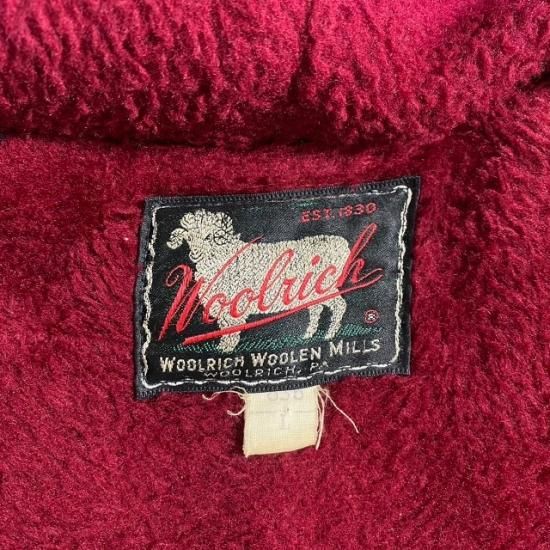 EST. 1830
Woolrich
®
WOOLRICH WOOLEN MILLS
WOOLRICH, PA
L